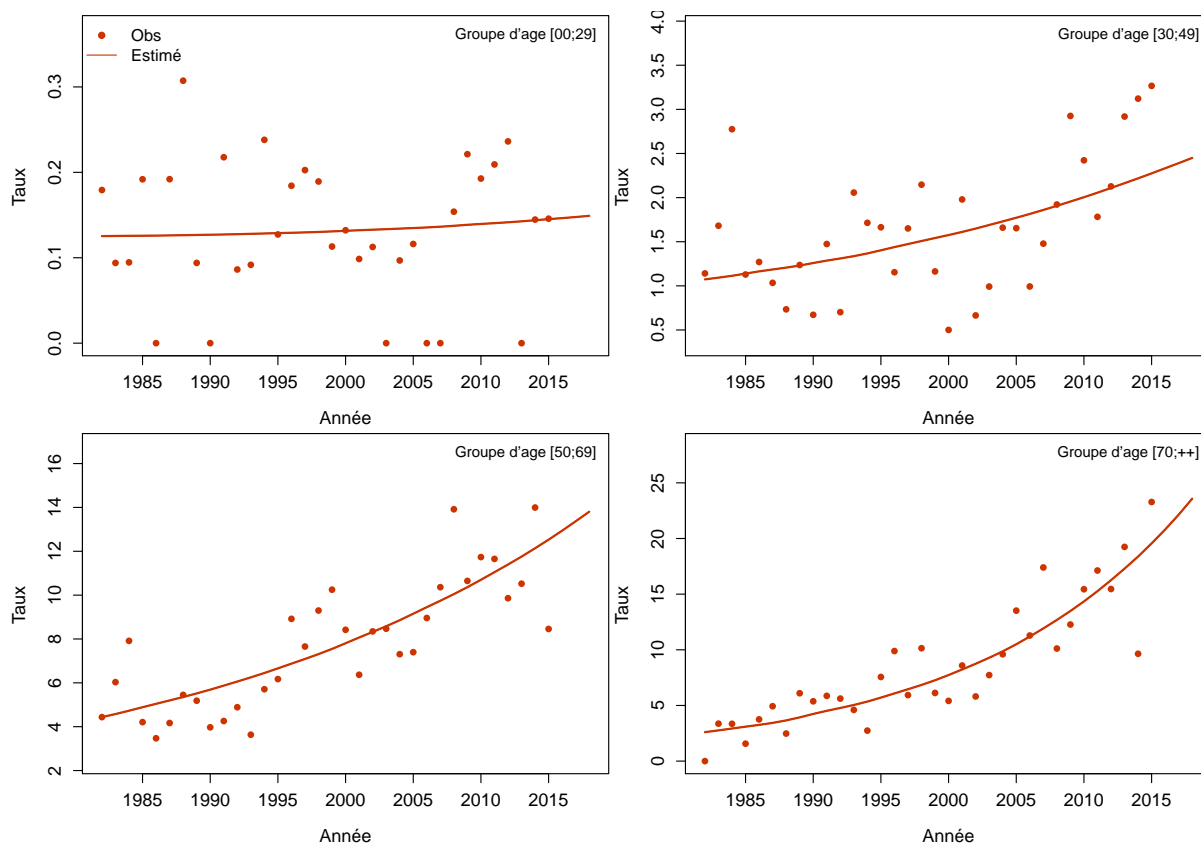 Obs
Estimé
Groupe d'age [00;29]
Taux
0.3
0.2
0.1
0.0
1985 1990 1995 2000 2005 2010 2015
Année
Groupe d'age [30;49]
Taux
4.0
3.5
3.0
2.5
2.0
1.5
1.0
0.5
1985 1990 1995 2000 2005 2010 2015
Année
Groupe d'age [50;69]
Taux
16
14
12
10
8
6
4
2
1985 1990 1995 2000 2005 2010 2015
Année
Groupe d'age [70;++]
Taux
25
20
15
10
5
0
1985 1990 1995 2000 2005 2010 2015
Année